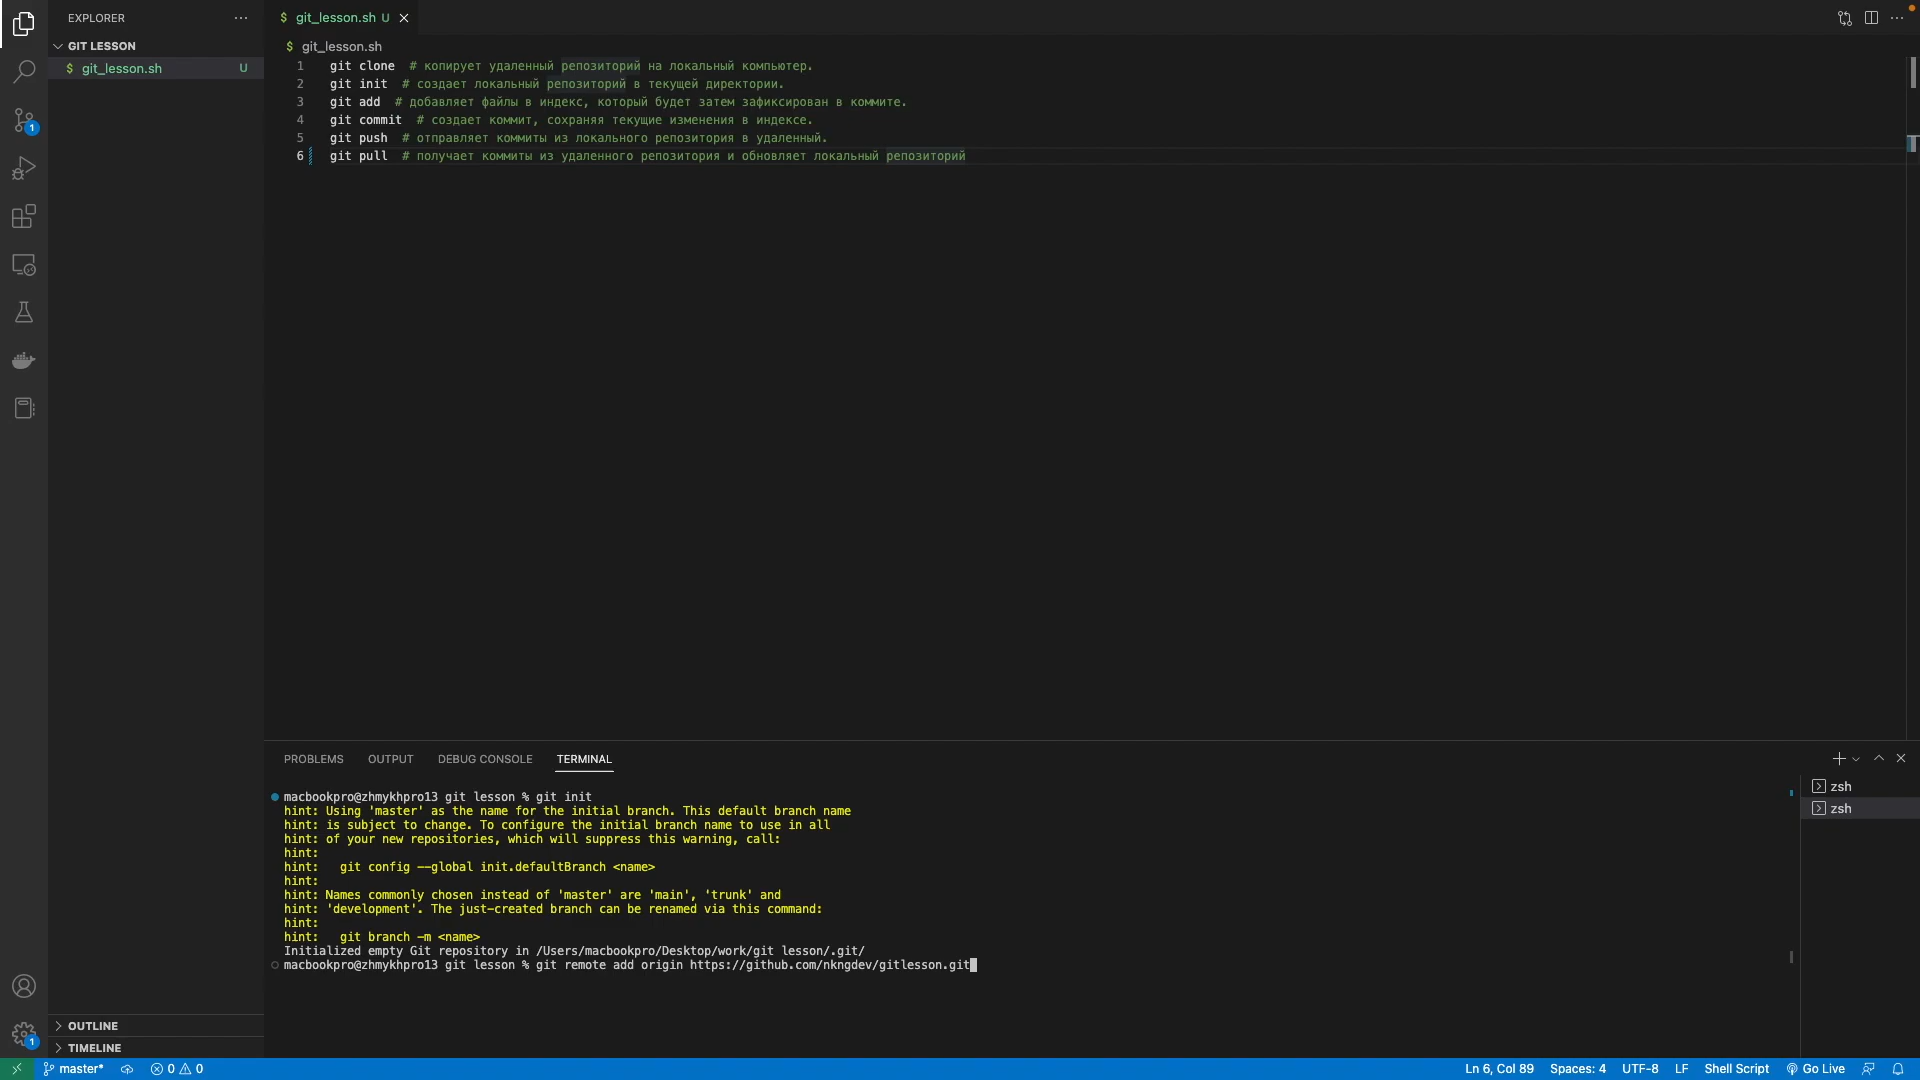 EXPLORER
GIT LESSON
$ git_lesson.sh U
$ git_lesson.sh U
$ git_lesson.sh
1 git clone # копирует удаленный репозиторий на локальный компьютер.
2 git init # создает локальный репозиторий в текущей директории.
3 git add # добавляет файлы в индекс, который будет затем зафиксирован в коммите.
4 git commit # создает коммит, сохраняя текущие изменения в индексе.
5 git push # отправляет коммиты из локального репозитория в удаленный.
6 git pull # получает коммиты из удаленного репозитория и обновляет локальный репозиторий
1
PROBLEMS OUTPUT DEBUG CONSOLE TERMINAL
zsh
zsh
macbookpro@zhmykhpro13 git lesson % git init
hint: Using 'master' as the name for the initial branch. This default branch name
hint: is subject to change. To configure the initial branch name to use in all
hint: of your new repositories, which will suppress this warning, call:
hint:
hint: git config --global init.defaultBranch <name>
hint:
hint: Names commonly chosen instead of 'master' are 'main', 'trunk' and
hint: 'development'. The just-created branch can be renamed via this command:
hint:
hint: git branch -m <name>
Initialized empty Git repository in /Users/macbookpro/Desktop/work/git lesson/.git/
macbookpro@zhmykhpro13 git lesson % git remote add origin https://github.com/nkngdev/gitlesson.git
OUTLINE
TIMELINE
1
master* 0 0 Ln 6, Col 89 Spaces: 4 UTF-8 LF Shell Script Go Live